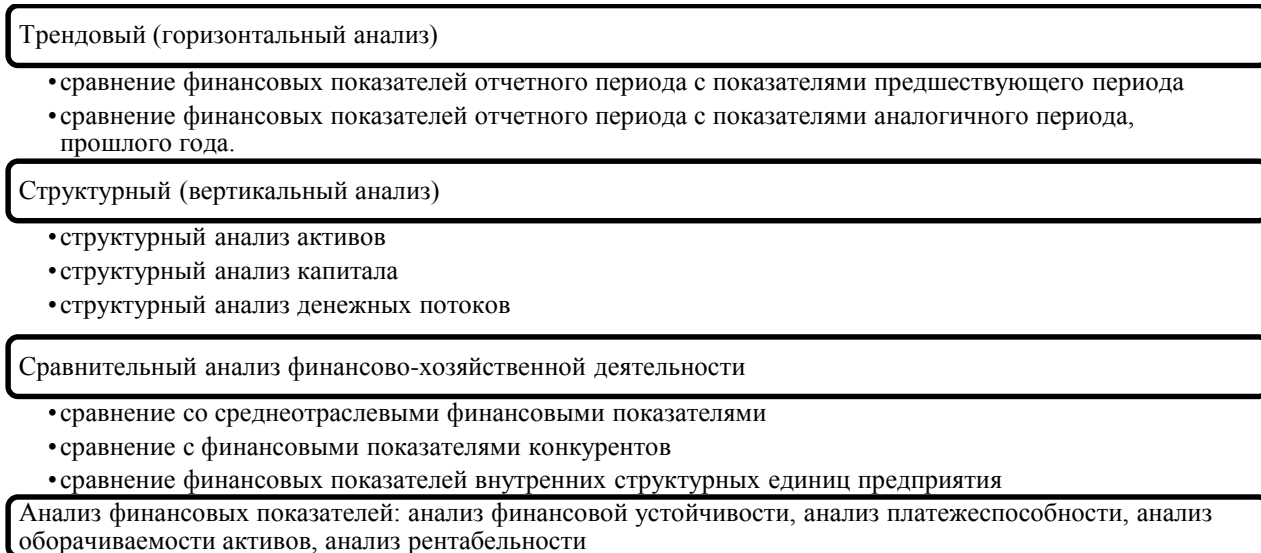 Трендовый (горизонтальный анализ)
•сравнение финансовых показателей отчетного периода с показателями предшествующего периода
•сравнение финансовых показателей отчетного периода с показателями аналогичного периода,
прошлого года.
Структурный (вертикальный анализ)
•структурный анализ активов
•структурный анализ капитала
•структурный анализ денежных потоков
Сравнительный анализ финансово-хозяйственной деятельности
•сравнение со среднеотраслевыми финансовыми показателями
•сравнение с финансовыми показателями конкурентов
•сравнение финансовых показателей внутренних структурных единиц предприятия
Анализ финансовых показателей: анализ финансовой устойчивости, анализ платежеспособности, анализ
оборачиваемости активов, анализ рентабельности